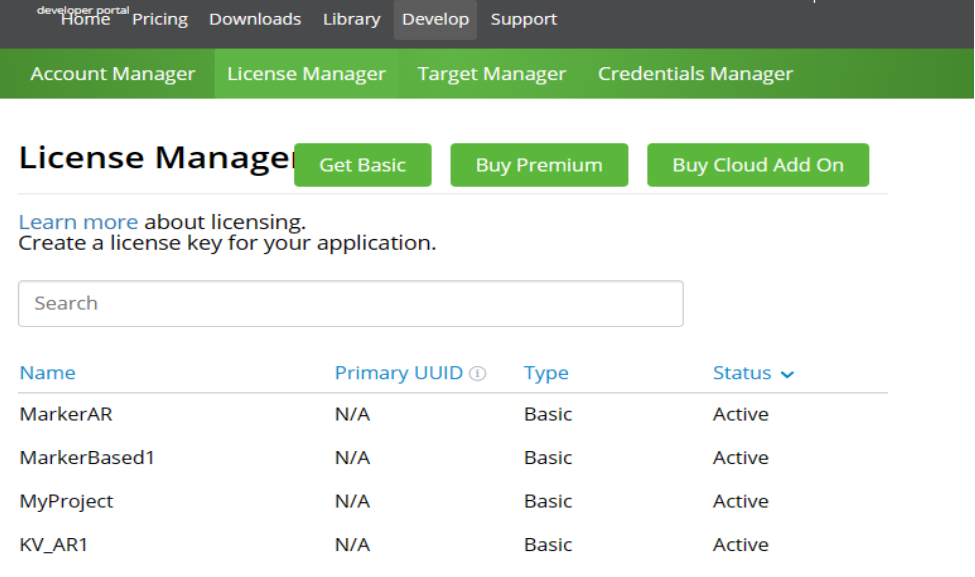 developer portal
Home Pricing Downloads Library Develop Support
Account Manager License Manager Target Manager Credentials Manager
License Manager Get Basic Buy Premium Buy Cloud Add On
Learn more about licensing.
Create a license key for your application.
Search
Name Primary UUID Type Status
MarkerAR N/A Basic Active
MarkerBased1 N/A Basic Active
MyProject N/A Basic Active
KV_AR1 N/A Basic Active